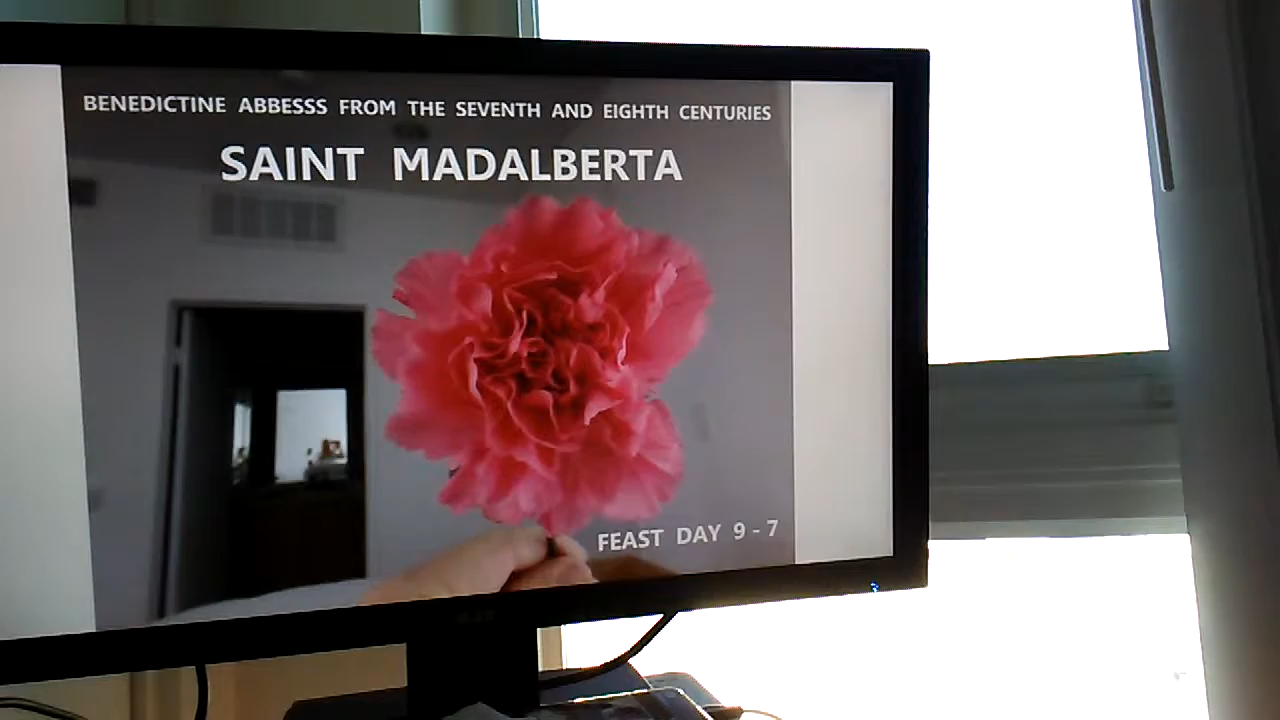 BENEDICTINE ABBESSS FROM THE SEVENTH AND EIGHTH CENTURIES
SAINT MADALBERTA
FEAST DAY 9 - 7